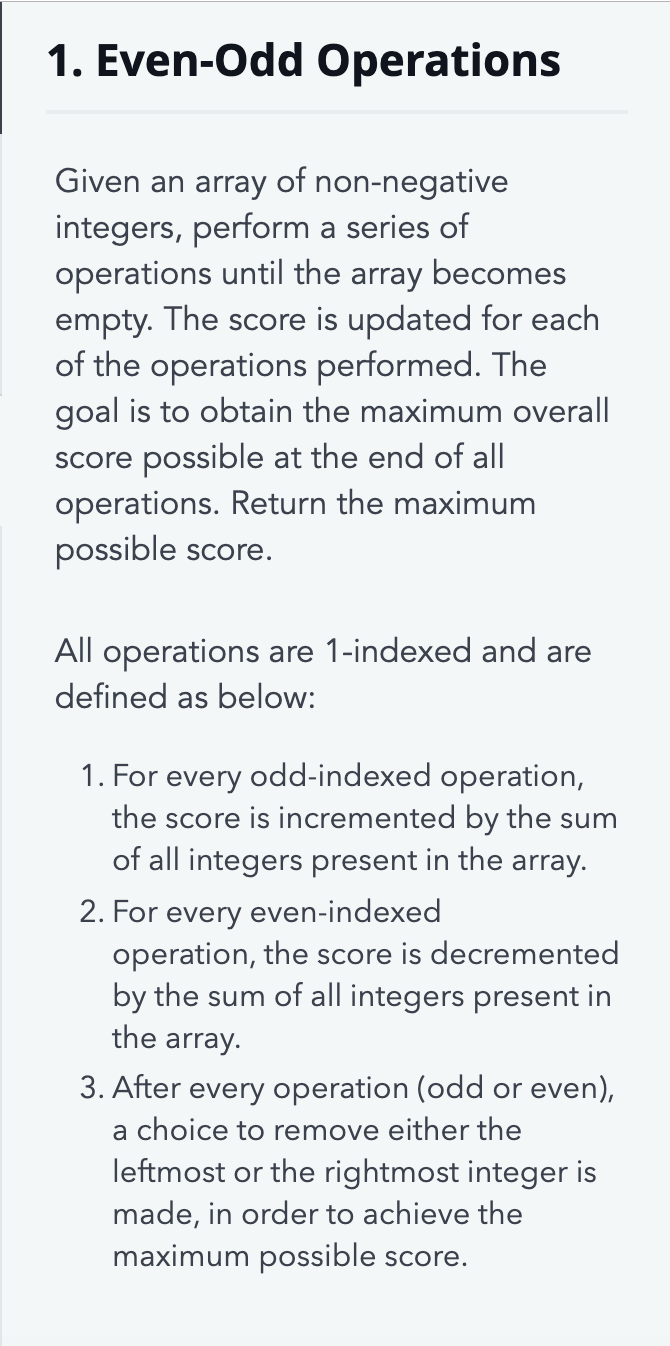 1. Even-Odd Operations
Given an array of non-negative
integers, perform a series of
operations until the array becomes
empty. The score is updated for each
of the operations performed. The
goal is to obtain the maximum overall
score possible at the end of all
operations. Return the maximum
possible score.
All operations are 1-indexed and are
defined as below:
1. For every odd-indexed operation,
the score is incremented by the sum
of all integers present in the array.
2. For every even-indexed
operation, the score is decremented
by the sum of all integers present in
the array.
3. After every operation (odd or even),
a choice to remove either the
leftmost or the rightmost integer is
made, in order to achieve the
maximum possible score.